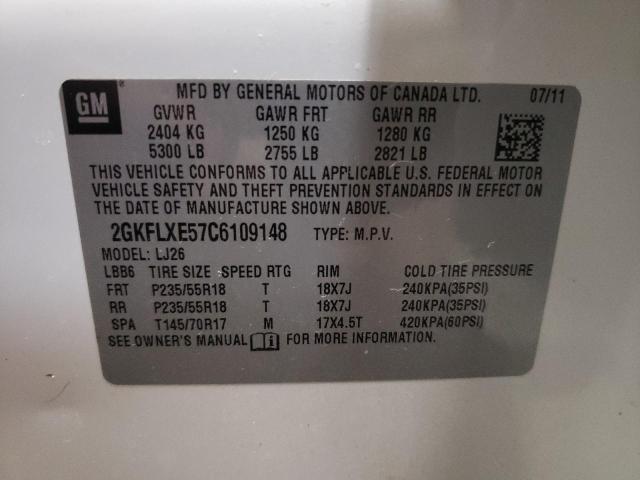 GM ® MFD BY GENERAL MOTORS OF CANADA LTD. 07/11
GVWR GAWR FRT GAWR RR
2404 KG 1250 KG 1280 KG
5300 LB 2755 LB 2821 LB
THIS VEHICLE CONFORMS TO ALL APPLICABLE U.S. FEDERAL MOTOR
VEHICLE SAFETY AND THEFT PREVENTION STANDARDS IN EFFECT ON
THE DATE OF MANUFACTURE SHOWN ABOVE.
2GKFLXE57C6109148 TYPE: M.P.V.
MODEL: LJ26
LBB6 TIRE SIZE SPEED RTG RIM COLD TIRE PRESSURE
FRT P235/55R18 T 18X7J 240KPA(35PSI)
RR P235/55R18 T 18X7J 240KPA(35PSI)
SPA T145/70R17 M 17X4.5T 420KPA(60PSI)
SEE OWNER'S MANUAL i FOR MORE INFORMATION.